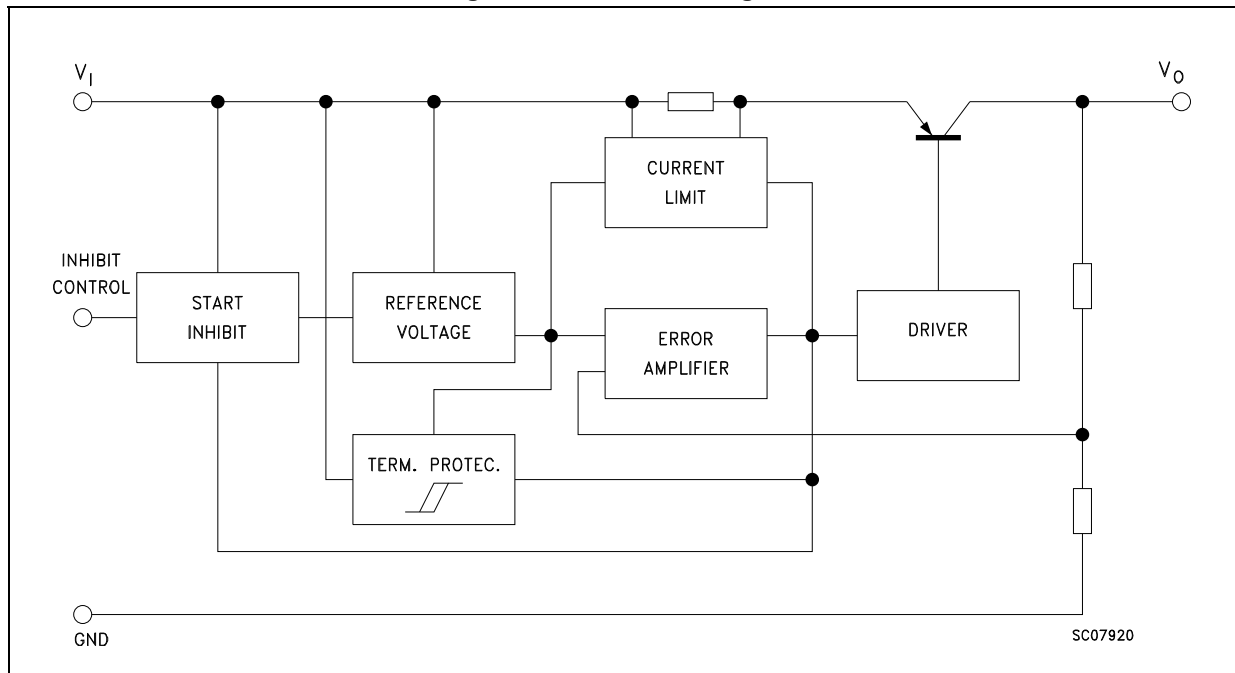 V_I
V_O
CURRENT
LIMIT
INHIBIT
CONTROL
START
INHIBIT
REFERENCE
VOLTAGE
ERROR
AMPLIFIER
DRIVER
TERM. PROTEC.
GND
SC07920